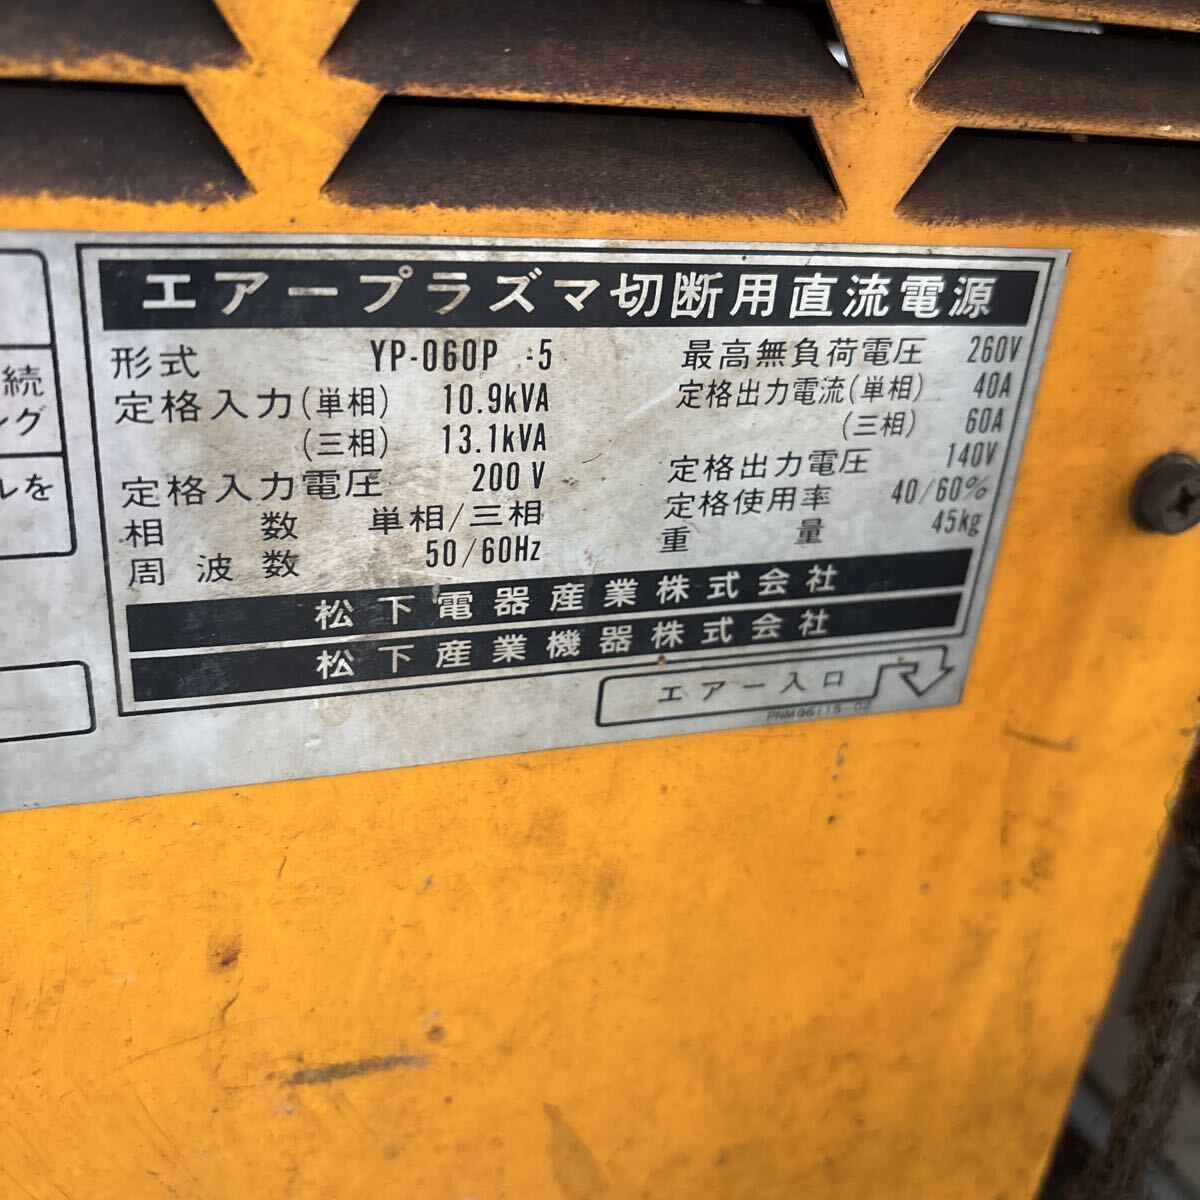 続
ング
ルを
エアープラズマ切断用直流電源
形式 YP-060P -5
定格入力(単相) 10.9kVA
(三相) 13.1kVA
定格入力電圧 200V
相数 単相/三相
周波数 50/60Hz
最高無負荷電圧 260V
定格出力電流(単相) 40A
(三相) 60A
定格出力電圧 140V
定格使用率 40/60%
重量 45kg
松下電器産業株式会社
松下産業機器株式会社
エアー入口